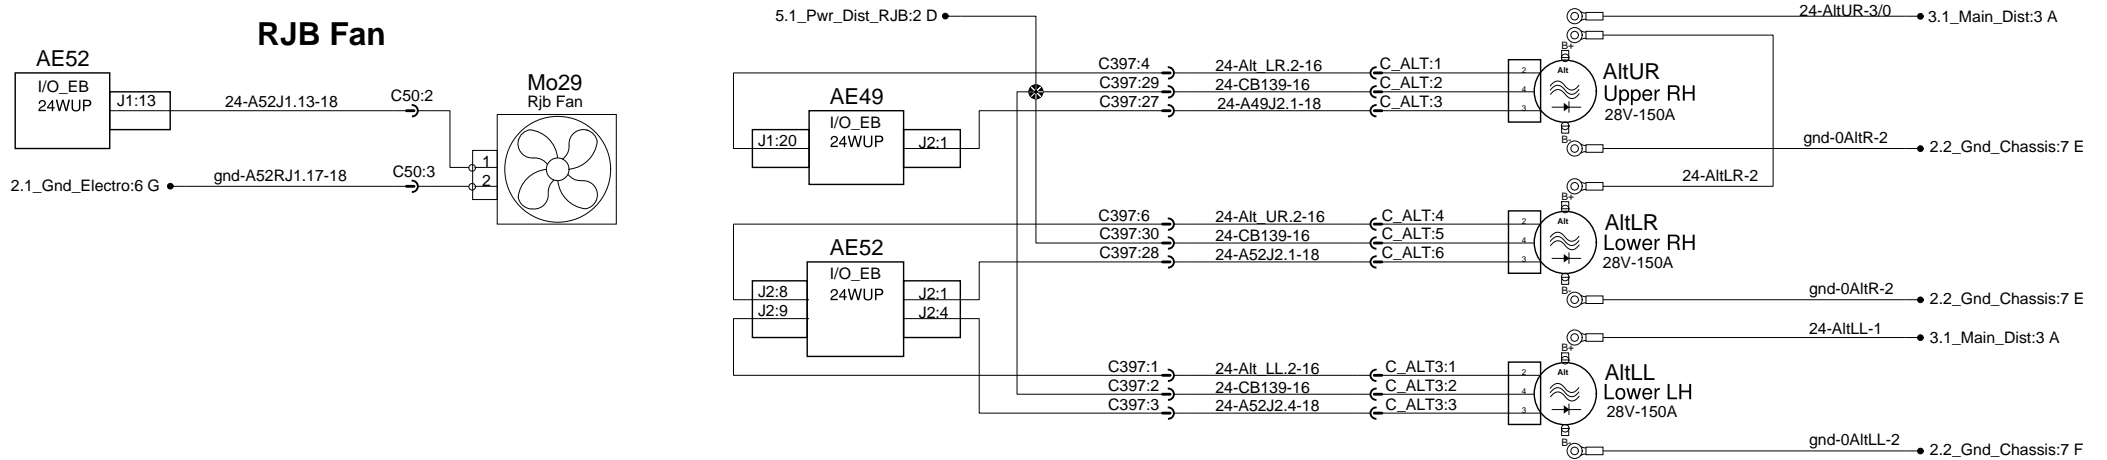 RJB Fan
AE52
I/O_EB
24WUP
J1:13
24-A52J1.13-18
C50:2
Mo29
Rjb Fan
1
2
2.1_Gnd_Electro:6 G
gnd-A52RJ1.17-18
C50:3
5.1_Pwr_Dist_RJB:2 D
24-AltUR-3/0
3.1_Main_Dist:3 A
B+
C397:4
24-Alt_LR.2-16
C_ALT:1
2
Alt
AltUR
C397:29
24-CB139-16
C_ALT:2
4
Upper RH
C397:27
24-A49J2.1-18
C_ALT:3
3
28V-150A
B-
AE49
I/O_EB
24WUP
J1:20
J2:1
gnd-0AltR-2
2.2_Gnd_Chassis:7 E
24-AltLR-2
B+
C397:6
24-Alt_UR.2-16
C_ALT:4
2
Alt
AltLR
C397:30
24-CB139-16
C_ALT:5
4
Lower RH
C397:28
24-A52J2.1-18
C_ALT:6
3
28V-150A
B-
AE52
I/O_EB
24WUP
J2:8
J2:1
J2:9
J2:4
gnd-0AltR-2
2.2_Gnd_Chassis:7 E
24-AltLL-1
3.1_Main_Dist:3 A
B+
C397:1
24-Alt_LL.2-16
C_ALT3:1
2
Alt
AltLL
C397:2
24-CB139-16
C_ALT3:2
4
Lower LH
C397:3
24-A52J2.4-18
C_ALT3:3
3
28V-150A
B-
gnd-0AltLL-2
2.2_Gnd_Chassis:7 F